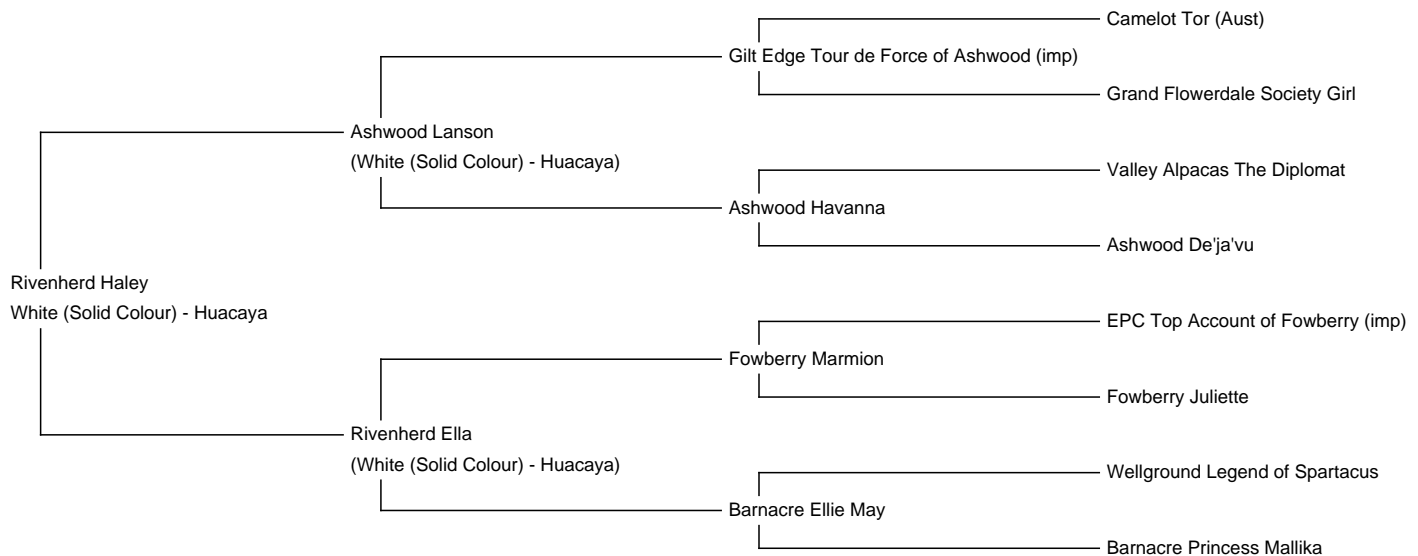 Camelot Tor (Aust)
Gilt Edge Tour de Force of Ashwood (imp)
Grand Flowerdale Society Girl
Ashwood Lanson
(White (Solid Colour) - Huacaya)
Valley Alpacas The Diplomat
Ashwood Havanna
Ashwood De'ja'vu
Rivenherd Haley
White (Solid Colour) - Huacaya
EPC Top Account of Fowberry (imp)
Fowberry Marmion
Fowberry Juliette
Rivenherd Ella
(White (Solid Colour) - Huacaya)
Wellground Legend of Spartacus
Barnacre Ellie May
Barnacre Princess Mallika